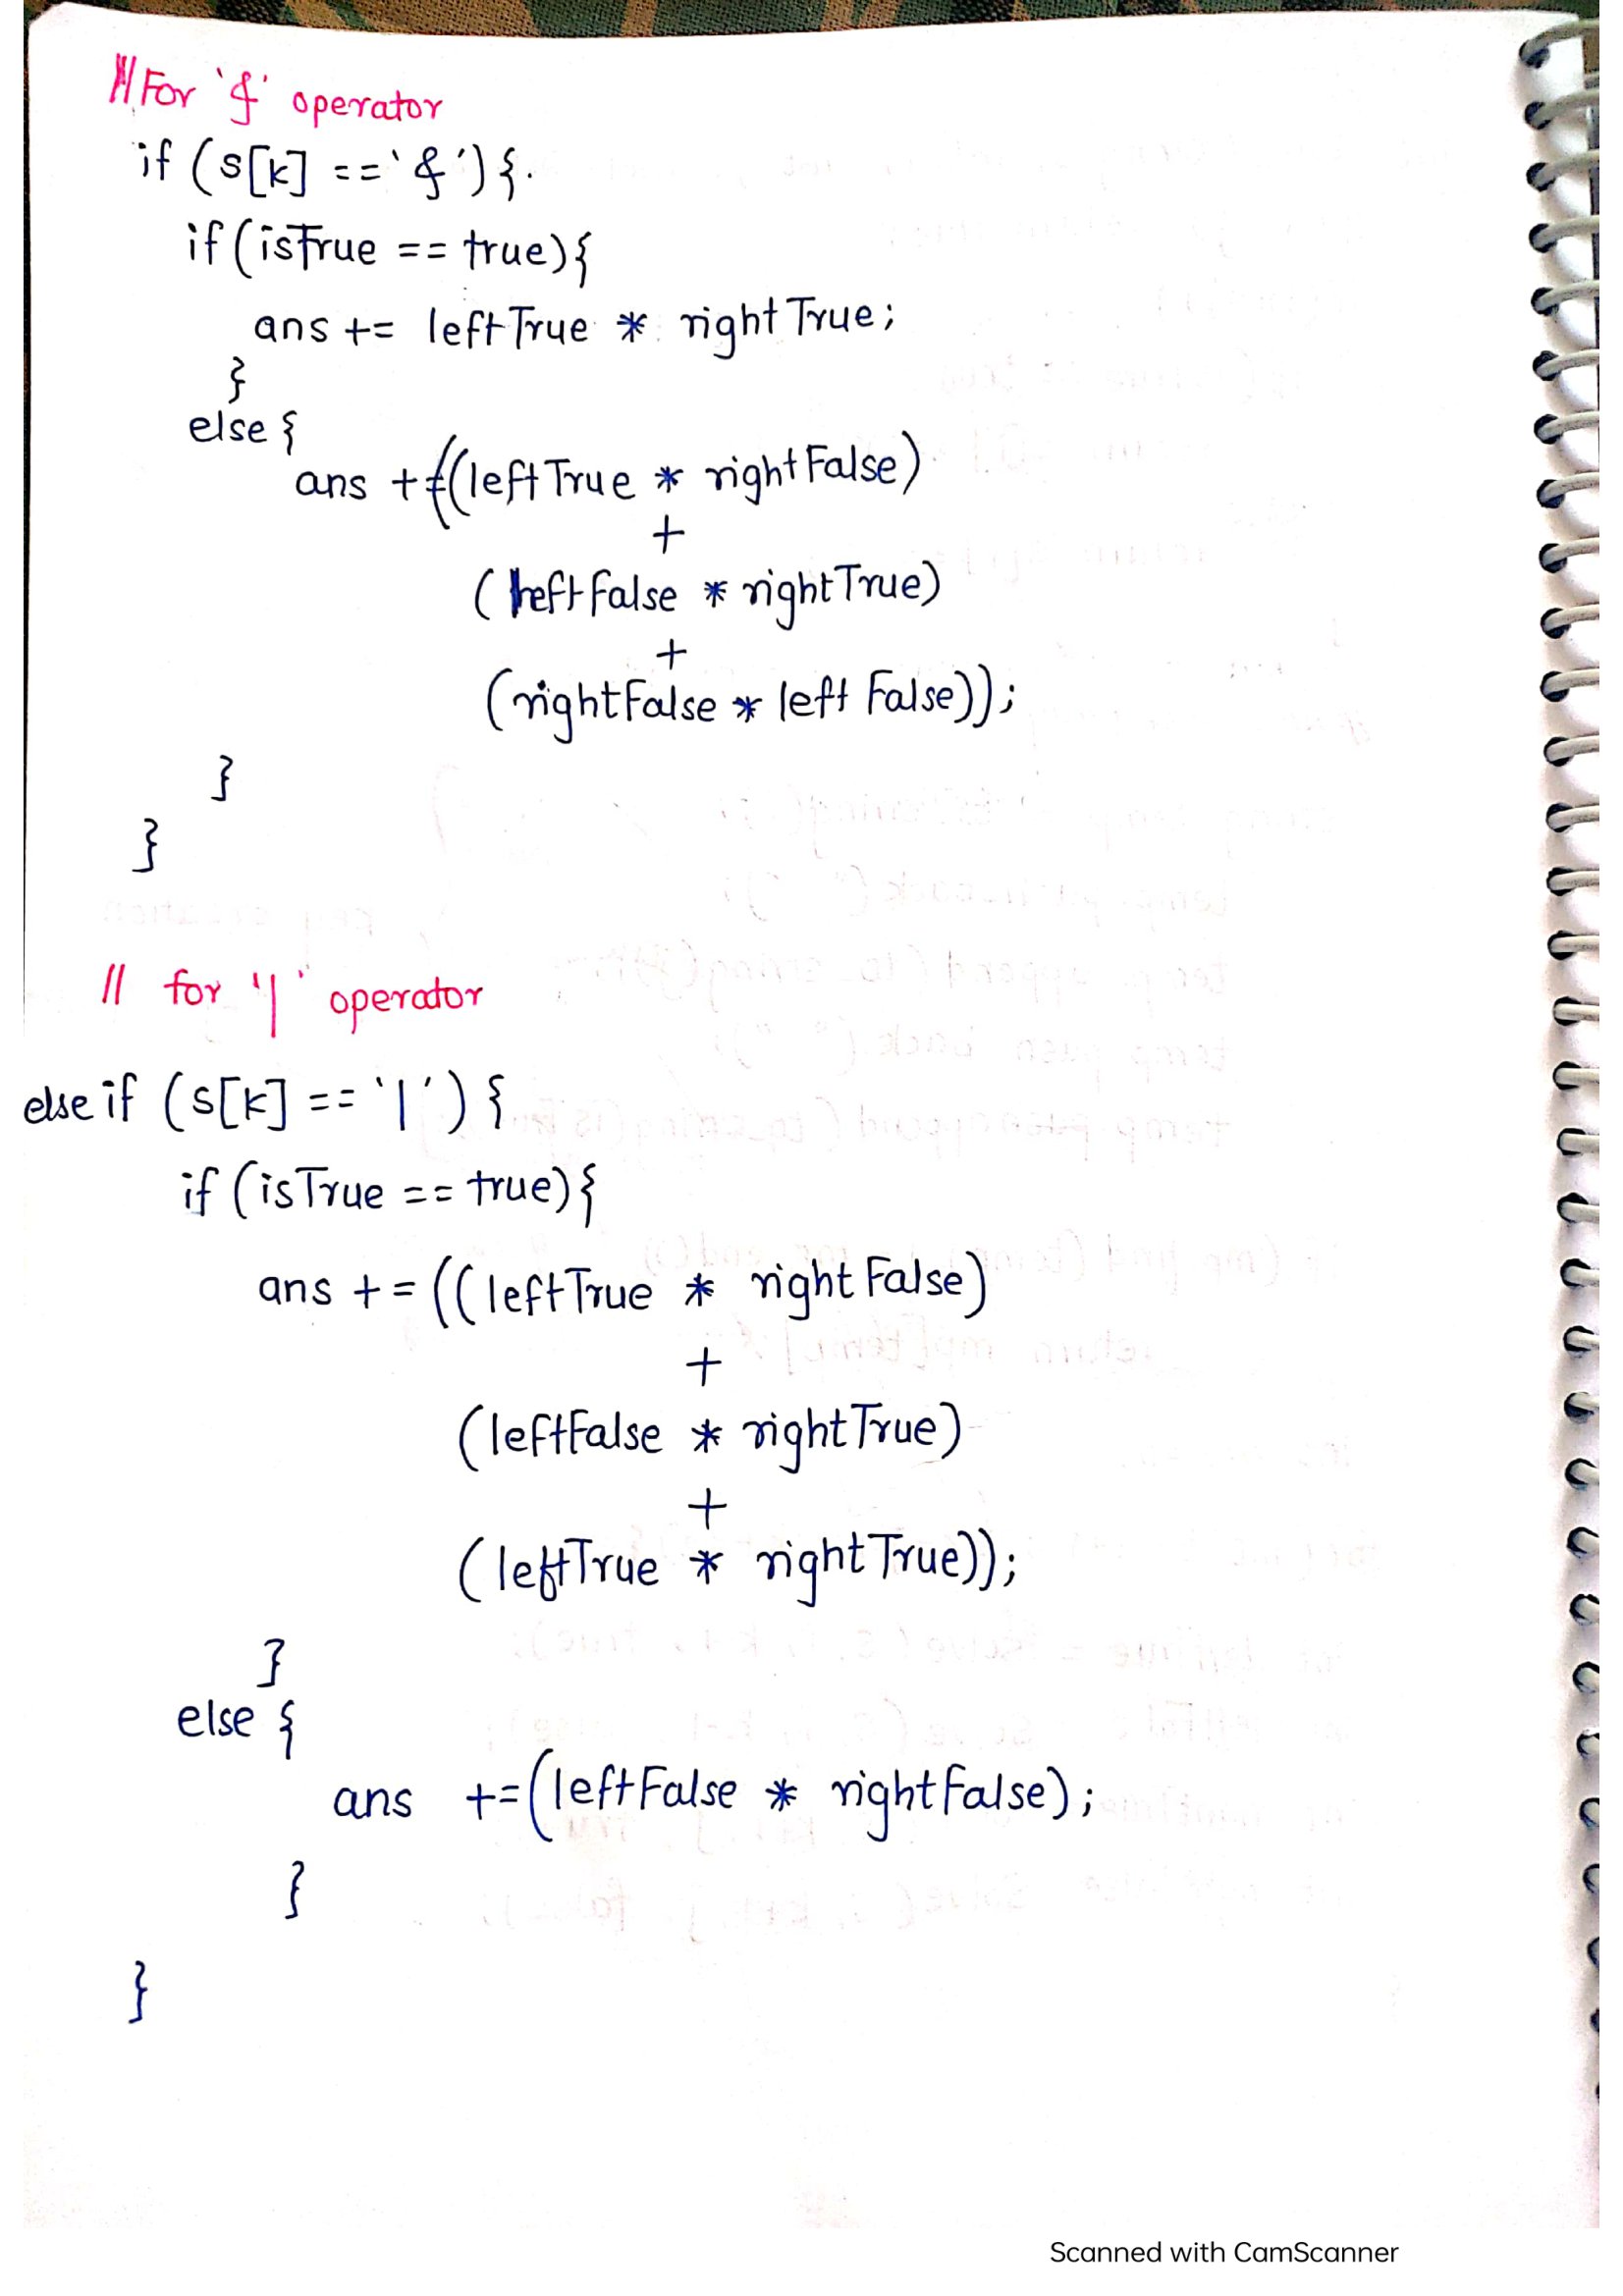 // For '&' operator
if (s[k] == '&') {
if (isTrue == true) {
ans += leftTrue * rightTrue;
}
else {
ans += ((leftTrue * rightFalse)
+
(leftFalse * rightTrue)
+
(rightFalse * left False));
}
}
// for '|' operator
else if (s[k] == '|') {
if (isTrue == true) {
ans += ((leftTrue * right False)
+
(leftFalse * rightTrue)
+
(leftTrue * rightTrue));
}
else {
ans += (leftFalse * rightFalse);
}
}
Scanned with CamScanner